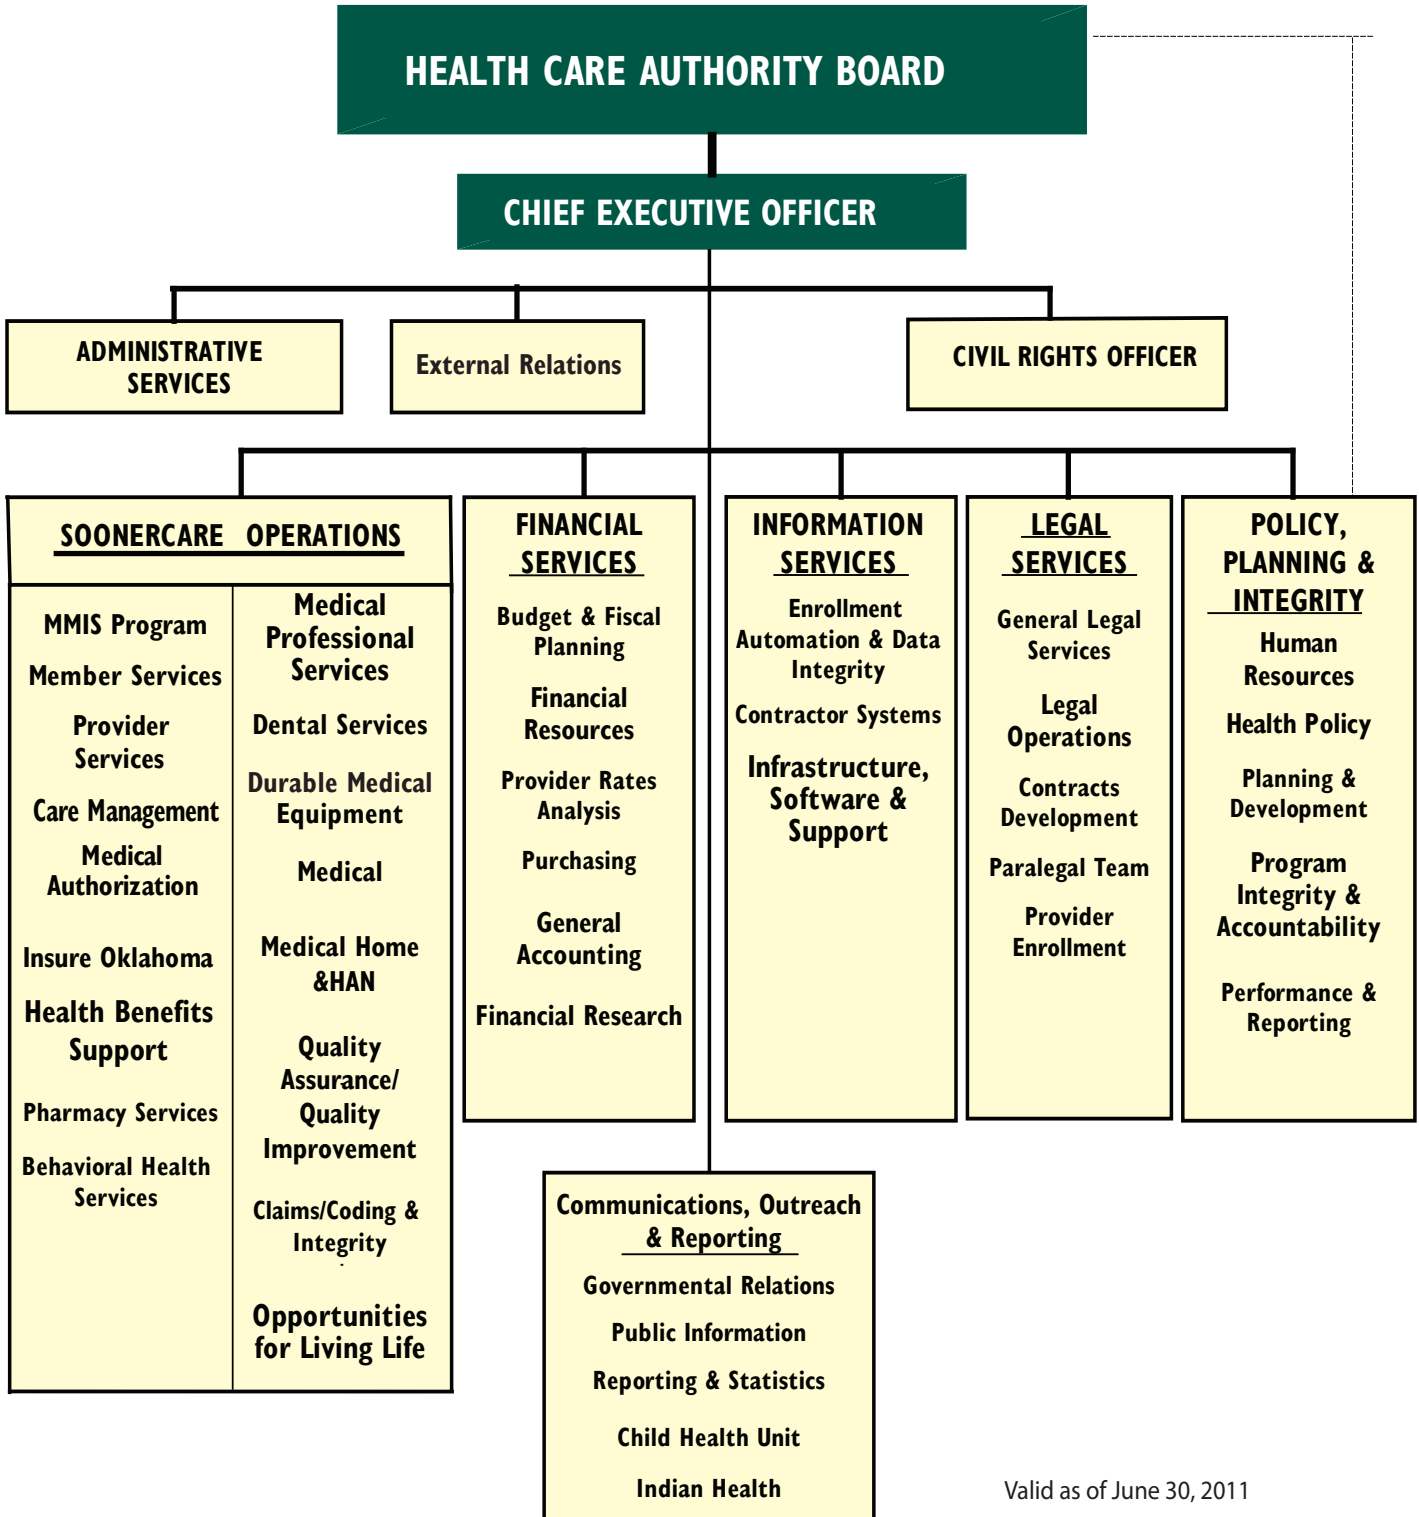 HEALTH CARE AUTHORITY BOARD
CHIEF EXECUTIVE OFFICER
ADMINISTRATIVE
SERVICES
External Relations
CIVIL RIGHTS OFFICER
SOONERCARE OPERATIONS
MMIS Program
Member Services
Provider
Services
Care Management
Medical
Authorization
Insure Oklahoma
Health Benefits
Support
Pharmacy Services
Behavioral Health
Services
Medical
Professional
Services
Dental Services
Durable Medical
Equipment
Medical
Medical Home
&HAN
Quality
Assurance/
Quality
Improvement
Claims/Coding &
Integrity
Opportunities
for Living Life
FINANCIAL
SERVICES
Budget & Fiscal
Planning
Financial
Resources
Provider Rates
Analysis
Purchasing
General
Accounting
Financial Research
INFORMATION
SERVICES
Enrollment
Automation & Data
Integrity
Contractor Systems
Infrastructure,
Software &
Support
LEGAL
SERVICES
General Legal
Services
Legal
Operations
Contracts
Development
Paralegal Team
Provider
Enrollment
POLICY,
PLANNING &
INTEGRITY
Human
Resources
Health Policy
Planning &
Development
Program
Integrity &
Accountability
Performance &
Reporting
Communications, Outreach
& Reporting
Governmental Relations
Public Information
Reporting & Statistics
Child Health Unit
Indian Health
Valid as of June 30, 2011